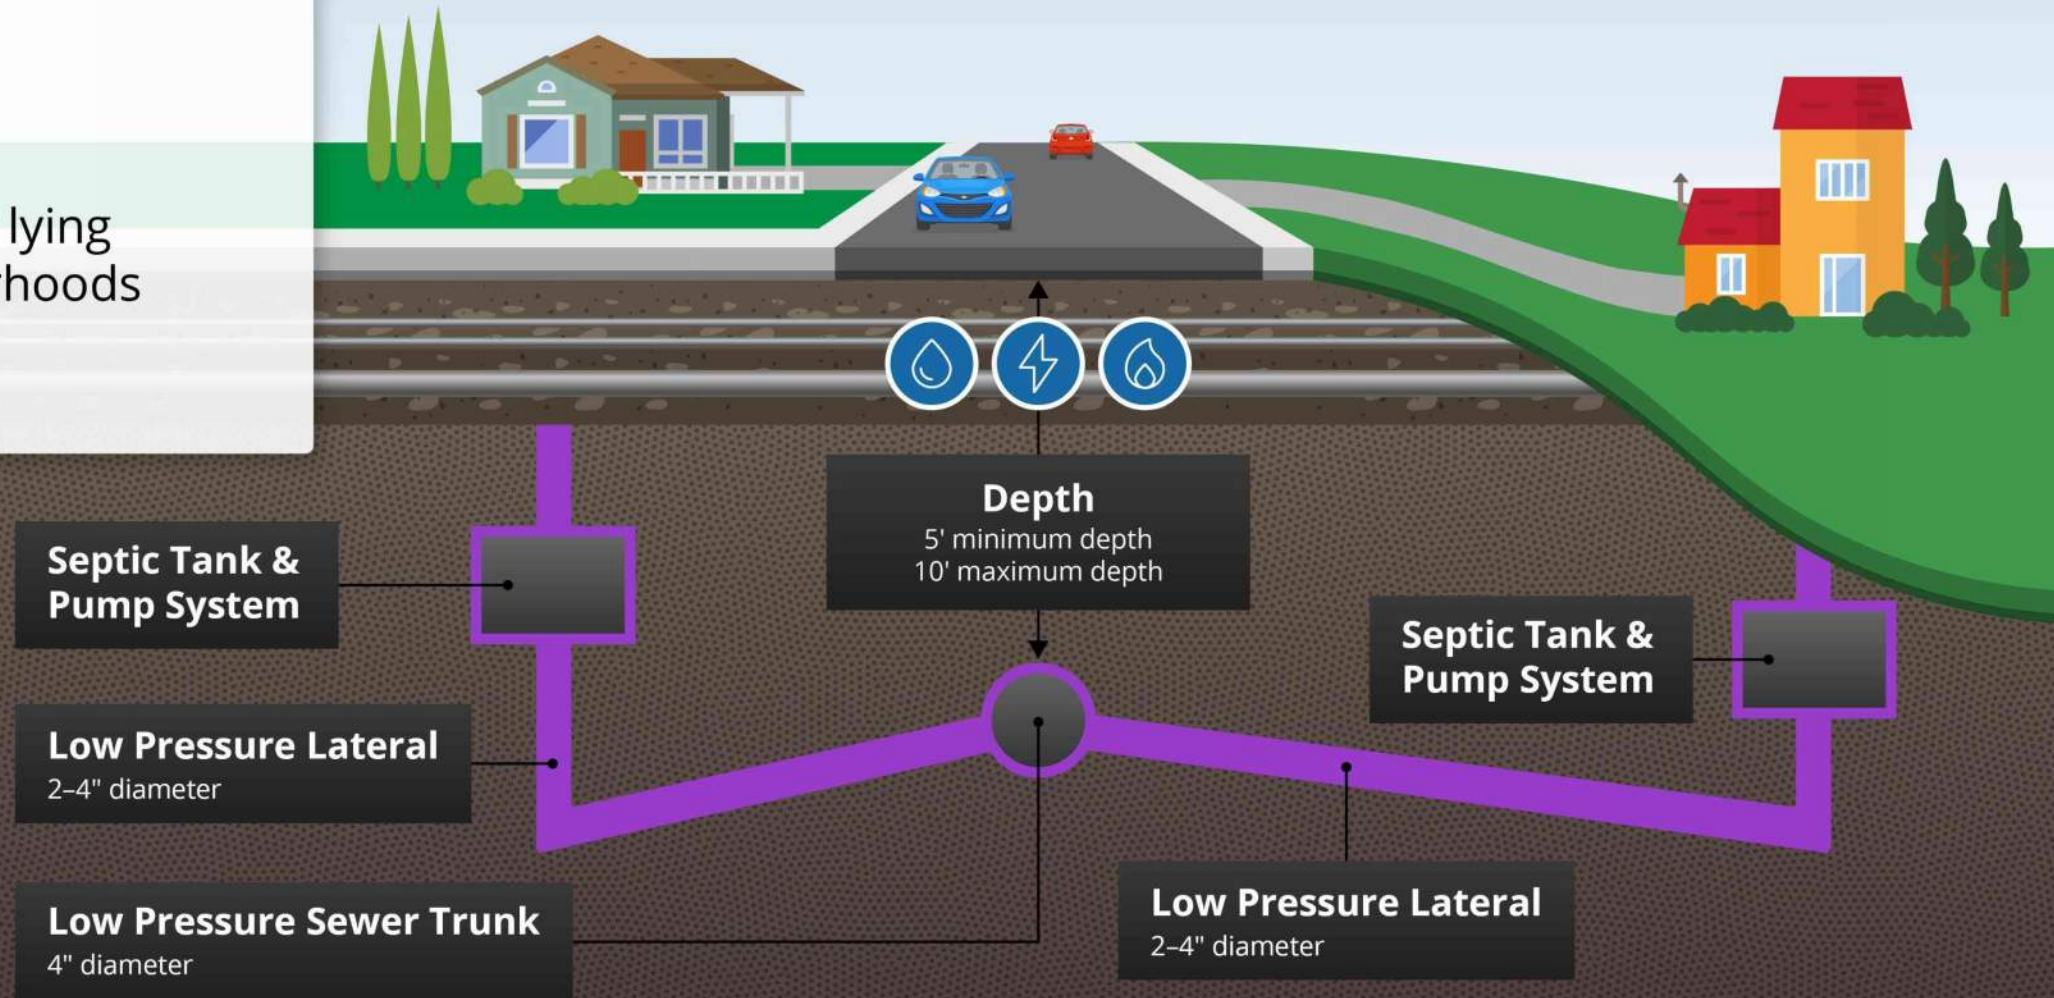 lying
hoods
Depth
5' minimum depth
10' maximum depth
Septic Tank &
Pump System
Septic Tank &
Pump System
Low Pressure Lateral
2–4" diameter
Low Pressure Lateral
2–4" diameter
Low Pressure Sewer Trunk
4" diameter